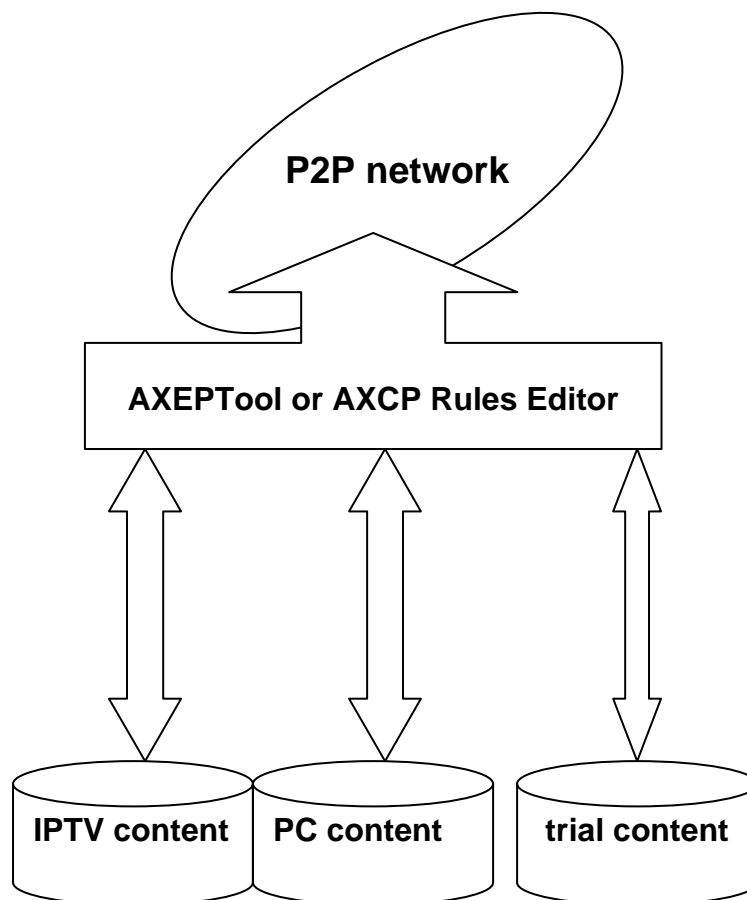 P2P network
AXEPTool or AXCP Rules Editor
IPTV content
PC content
trial content